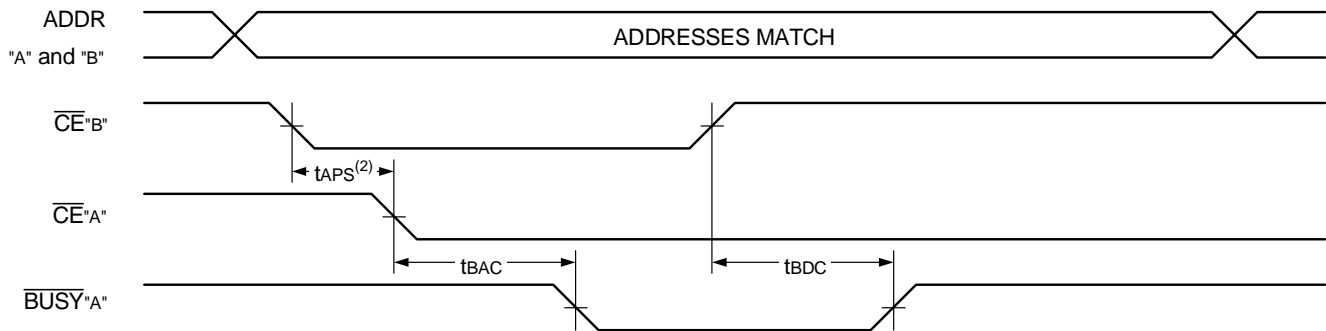 ADDR
"A" and "B"
ADDRESSES MATCH
CE"B"
tAPS(2)
CE"A"
tBAC
tBDC
BUSY"A"